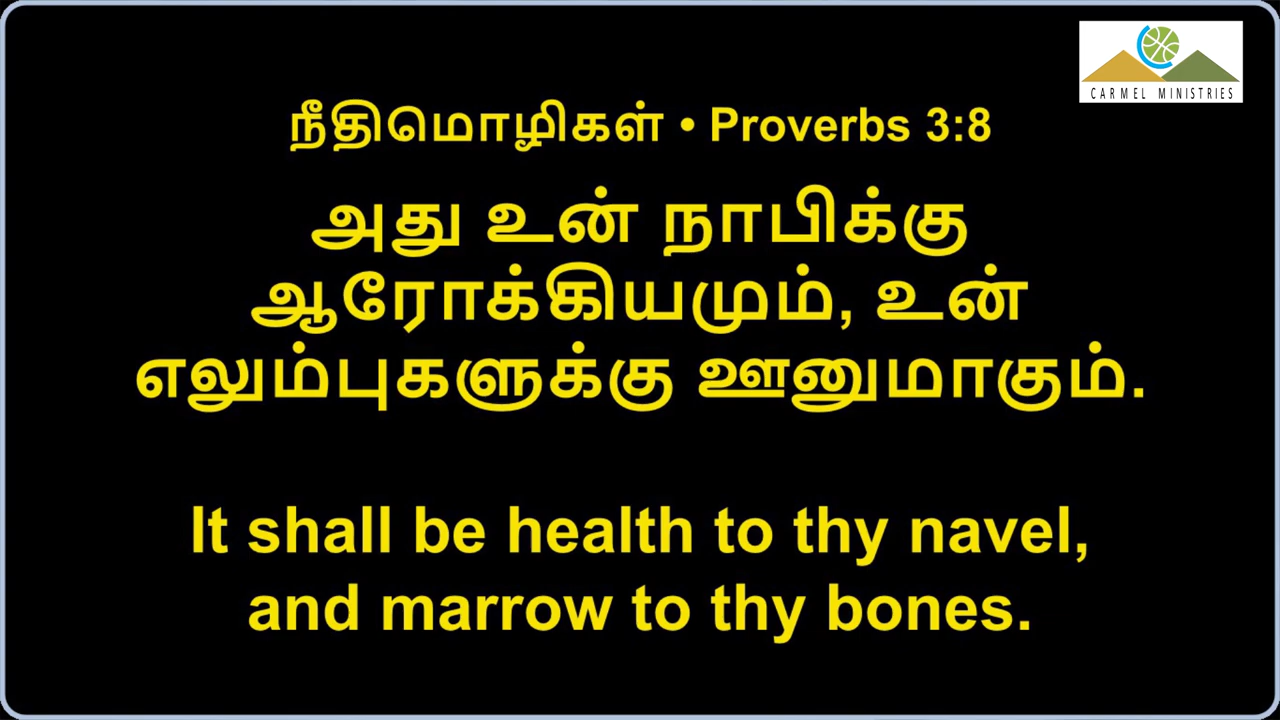 CARMEL MINISTRIES
நீதிமொழிகள் • Proverbs 3:8
அது உன் நாபிக்கு
ஆரோக்கியமும், உன்
எலும்புகளுக்கு ஊனுமாகும்.
It shall be health to thy navel,
and marrow to thy bones.